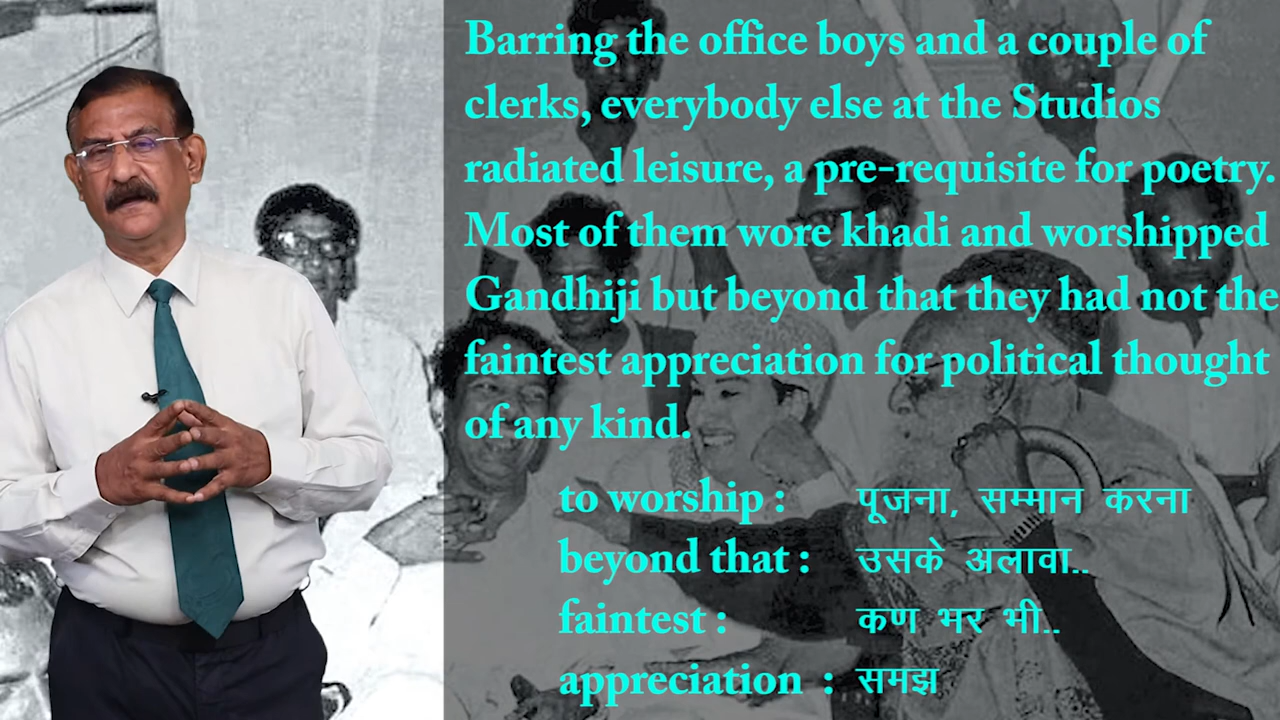 Barring the office boys and a couple of
clerks, everybody else at the Studios
radiated leisure, a pre-requisite for poetry.
Most of them wore khadi and worshipped
Gandhiji but beyond that they had not the
faintest appreciation for political thought
of any kind.
to worship : पूजना, सम्मान करना
beyond that : उसके अलावा..
faintest : कण भर भी..
appreciation : समझ